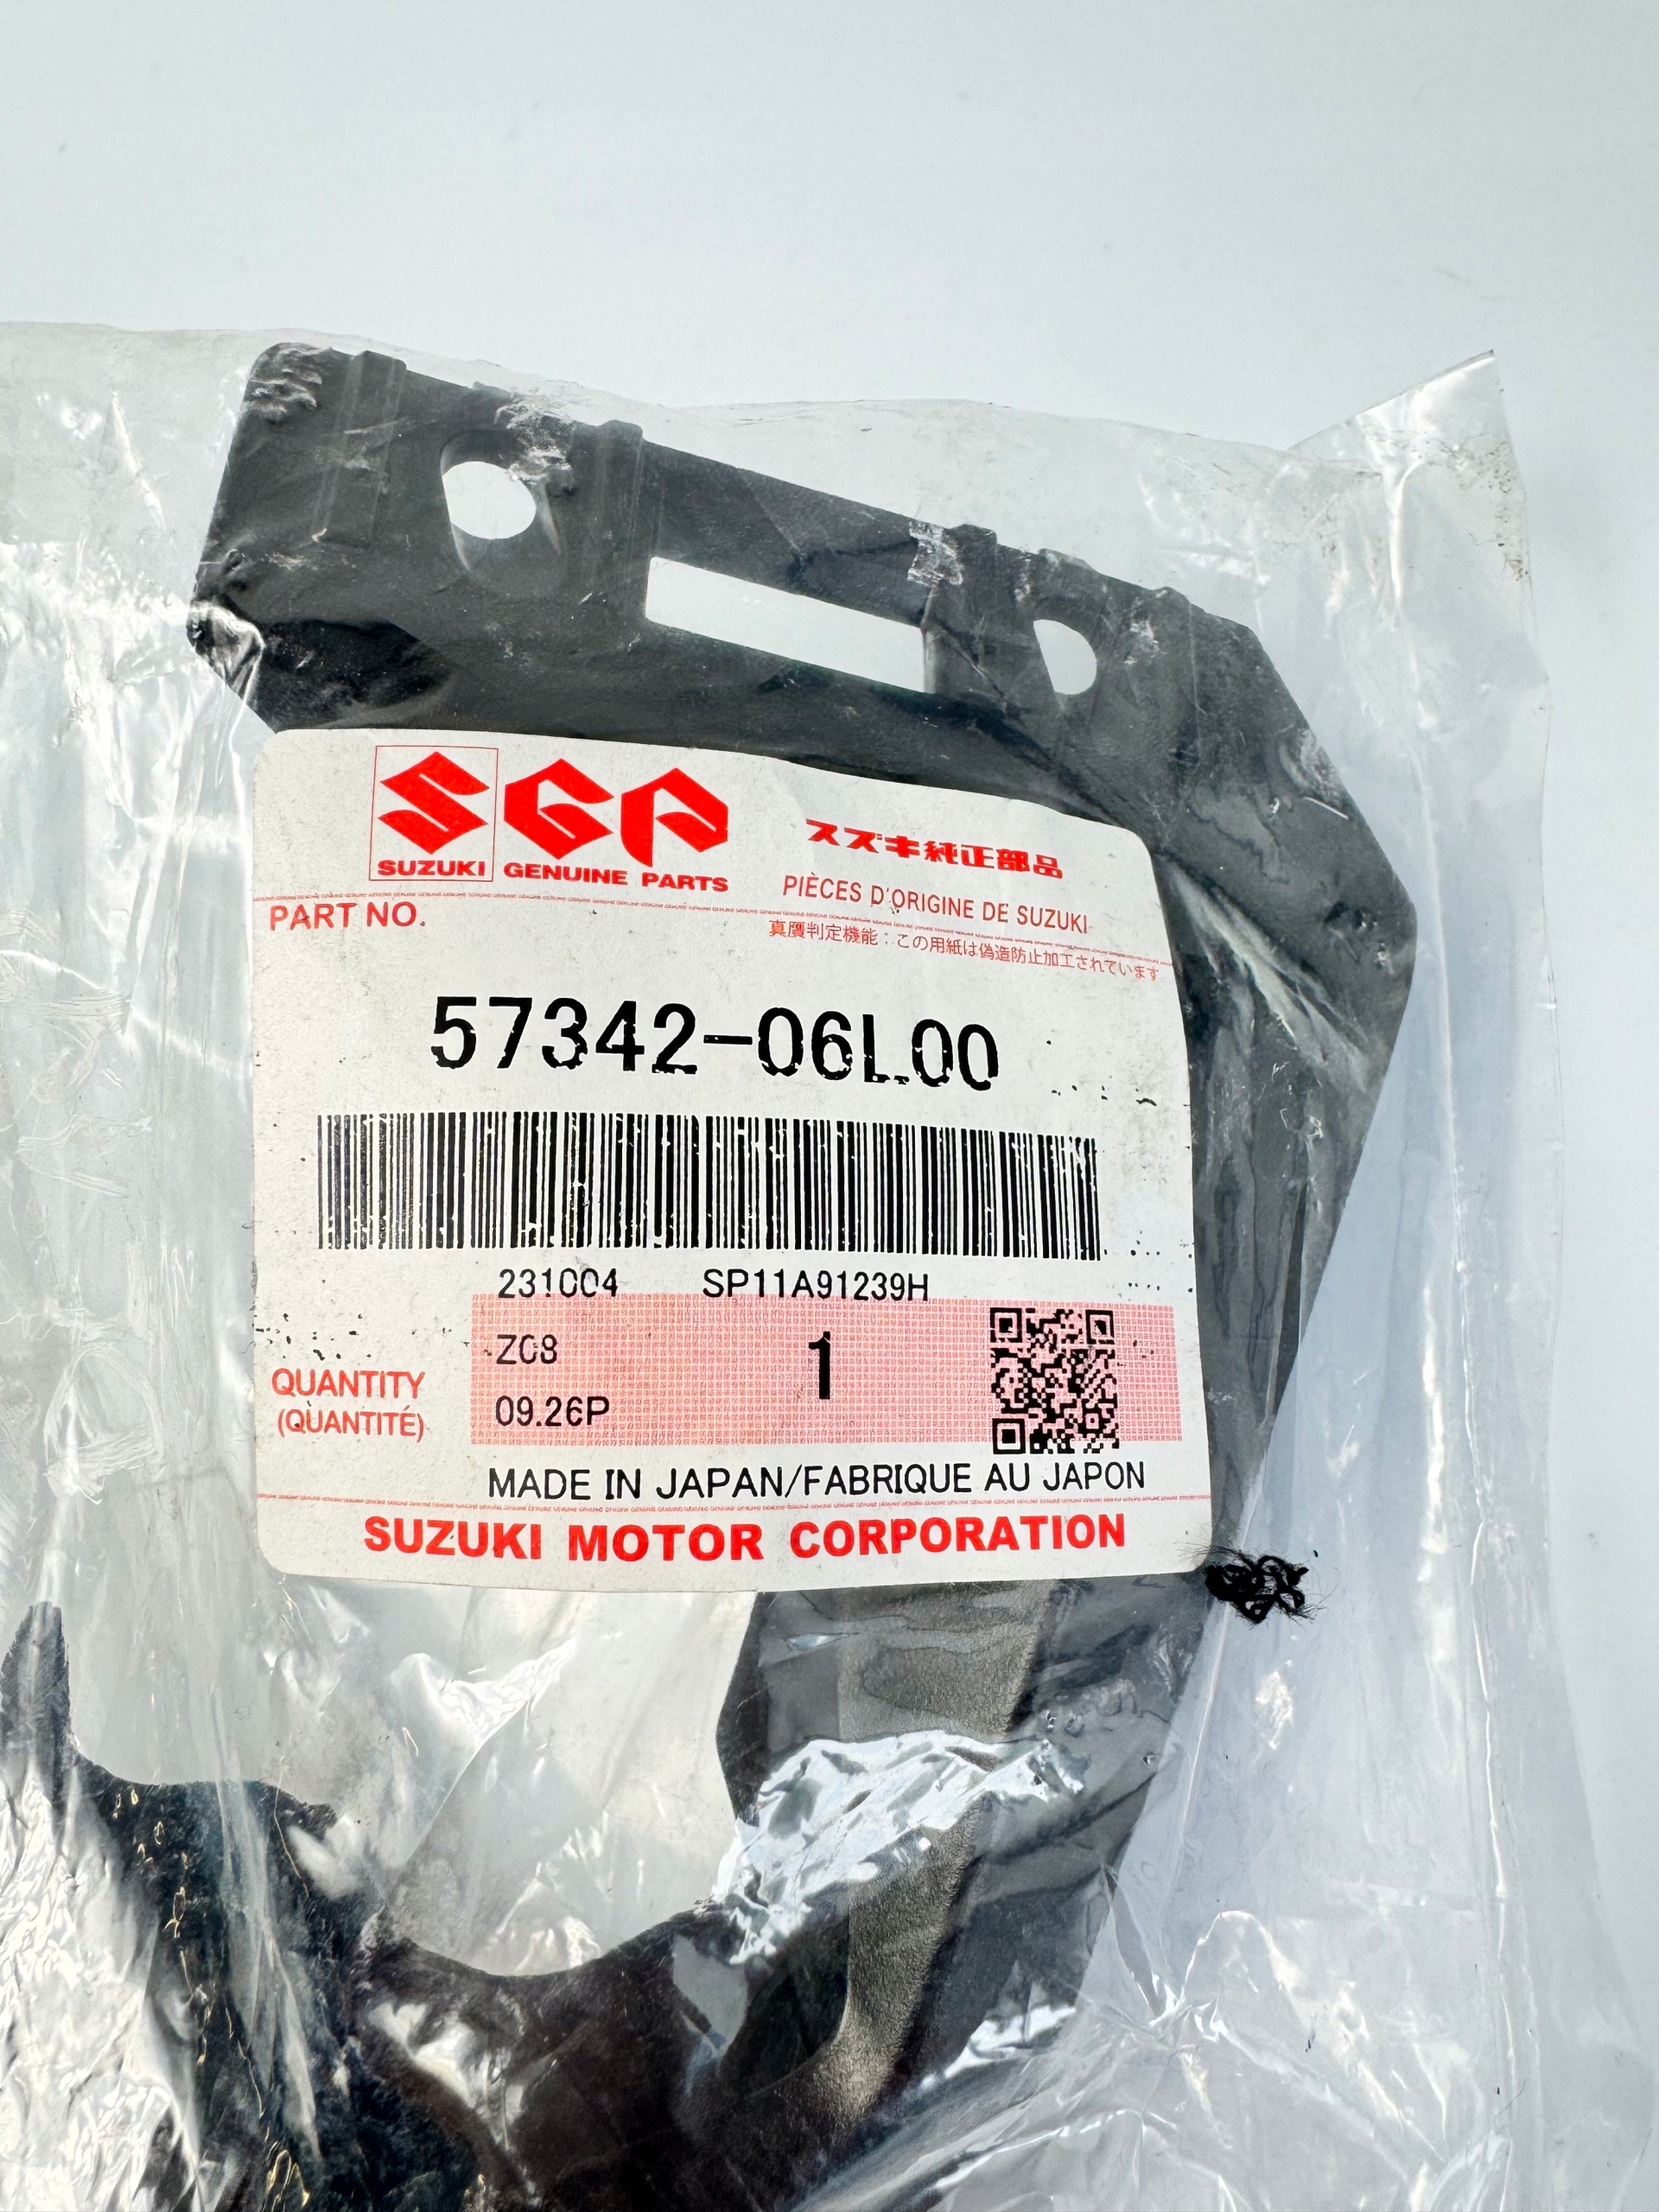 SGP
SUZUKI GENUINE PARTS
スズキ純正部品
PIÈCES D'ORIGINE DE SUZUKI
真贋判定機能:この用紙は偽造防止加工されています
PART NO.
57342-06L00
231004 SP11A91239H
Z08
1
09.26P
QUANTITY
(QUANTITÉ)
MADE IN JAPAN/FABRIQUE AU JAPON
SUZUKI MOTOR CORPORATION